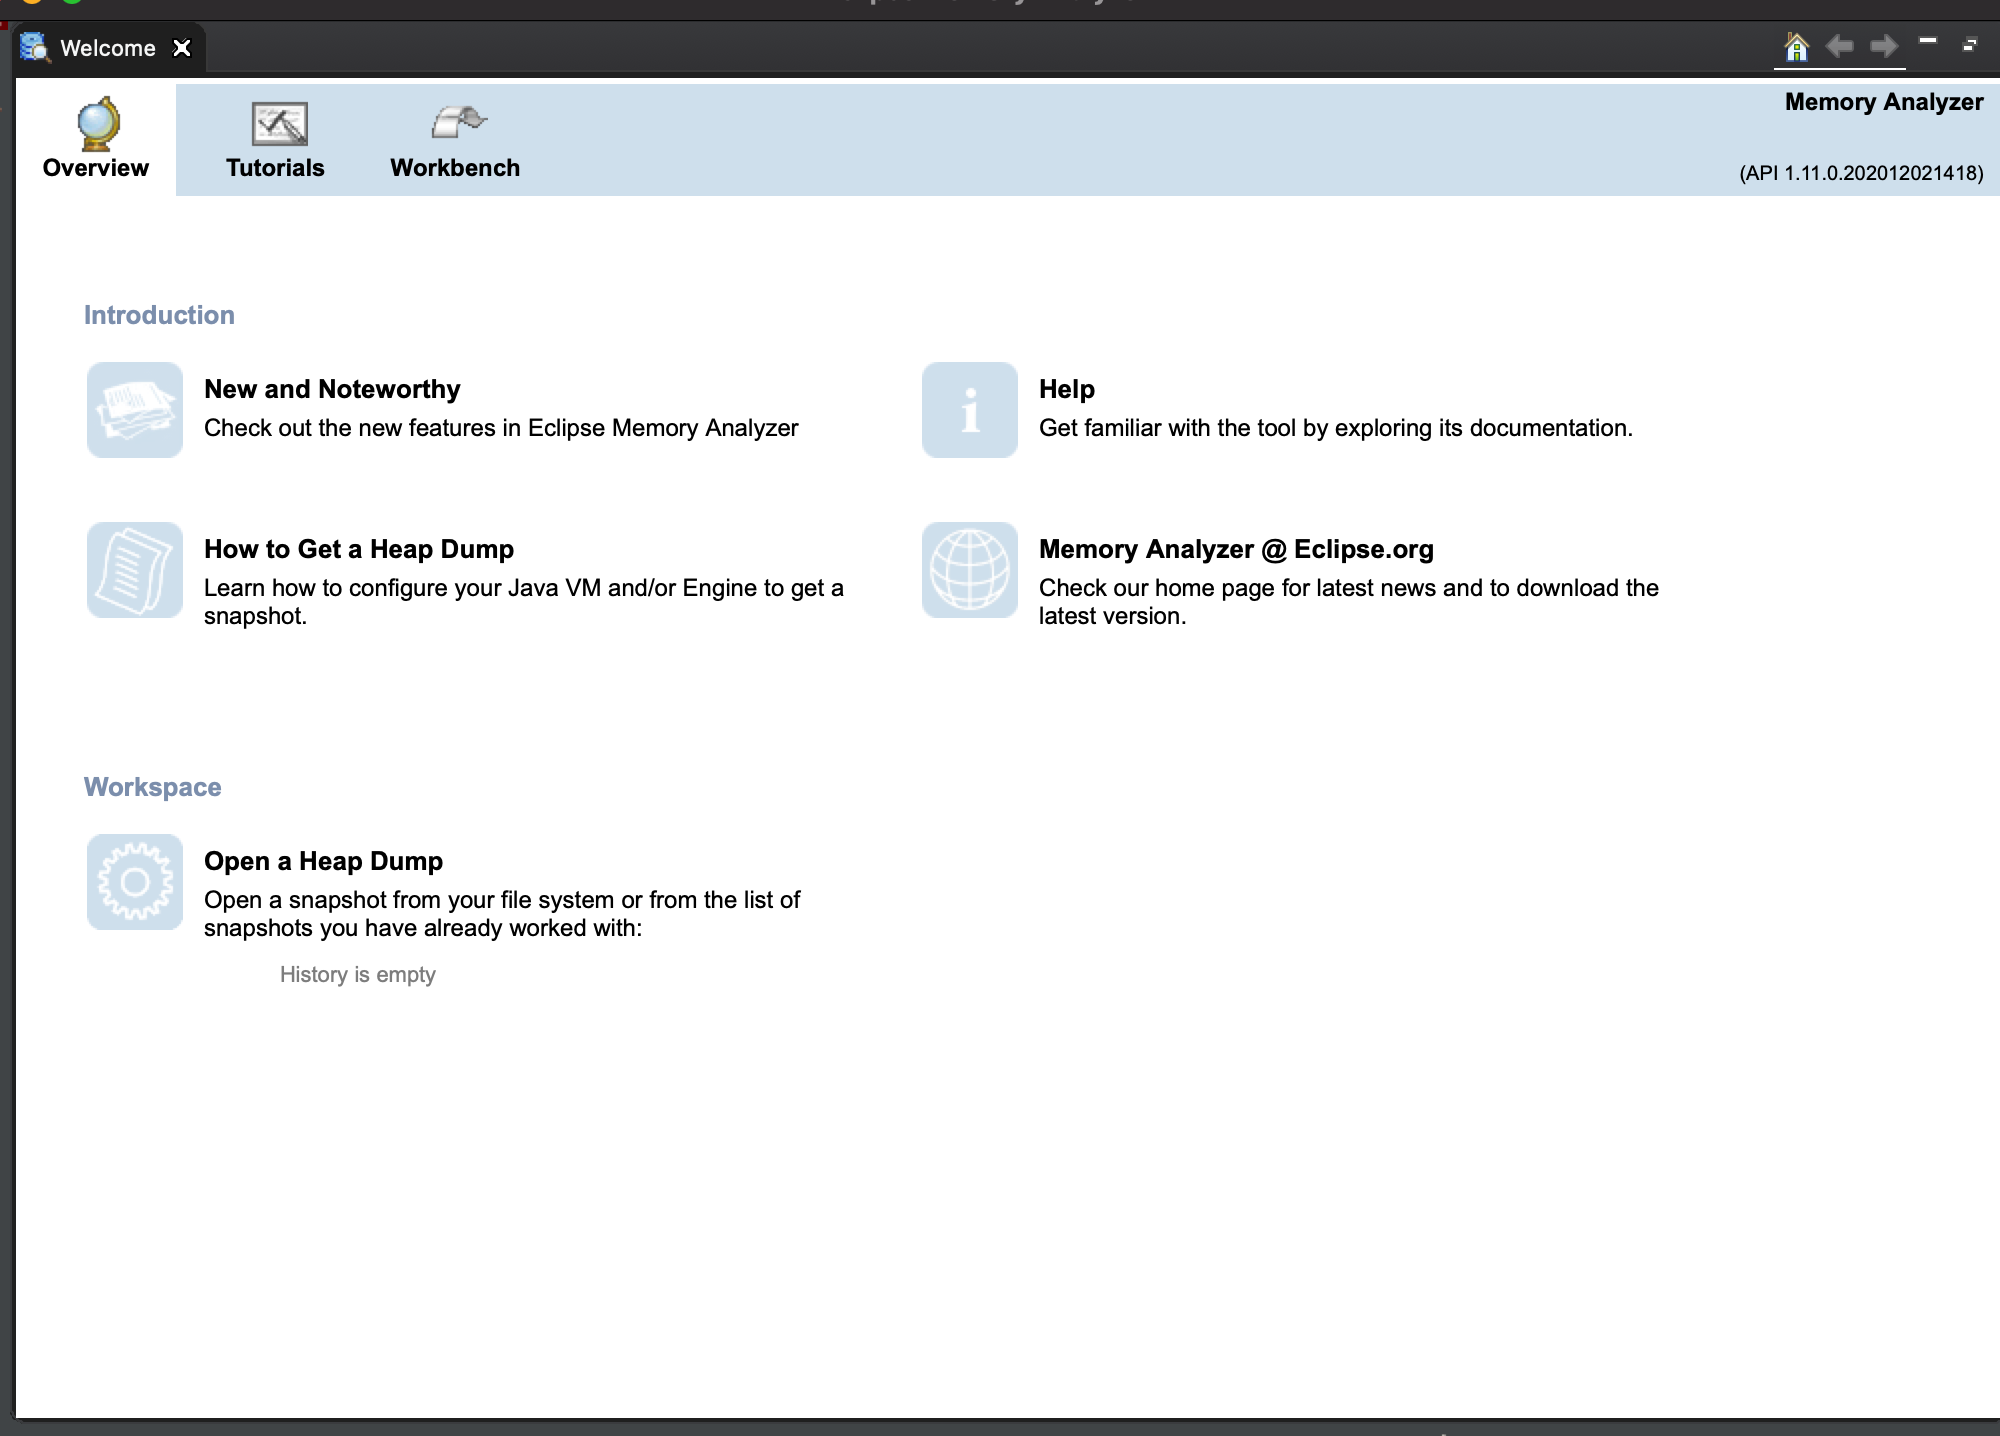 Welcome
Overview
Tutorials
Workbench
Memory Analyzer
(API 1.11.0.202012021418)
Introduction
New and Noteworthy
Check out the new features in Eclipse Memory Analyzer
Help
Get familiar with the tool by exploring its documentation.
How to Get a Heap Dump
Learn how to configure your Java VM and/or Engine to get a
snapshot.
Memory Analyzer @ Eclipse.org
Check our home page for latest news and to download the
latest version.
Workspace
Open a Heap Dump
Open a snapshot from your file system or from the list of
snapshots you have already worked with:
History is empty